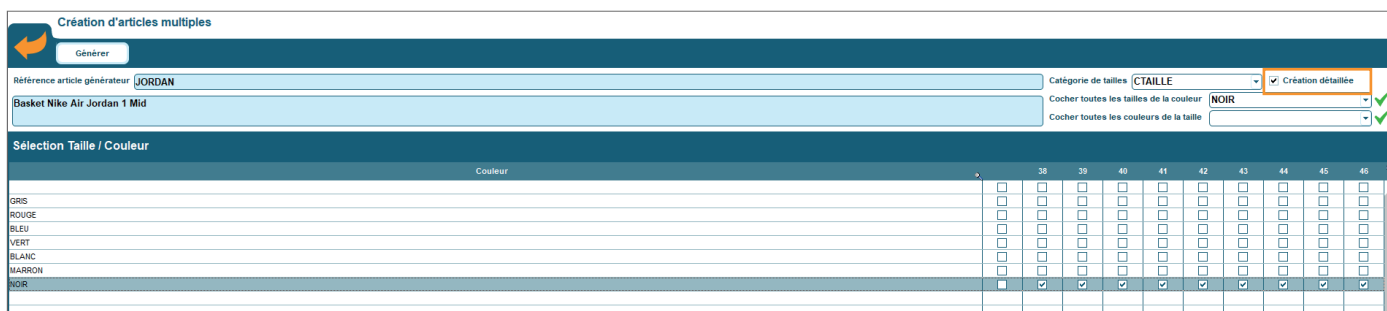 Création d'articles multiples
Générer
Référence article générateur JORDAN Catégorie de tailles CTAILLE Création détaillée
Basket Nike Air Jordan 1 Mid Cocher toutes les tailles de la couleur NOIR
Cocher toutes les couleurs de la taille
Sélection Taille / Couleur
Couleur 38 39 40 41 42 43 44 45 46
GRIS
ROUGE
BLEU
VERT
BLANC
MARRON
NOIR